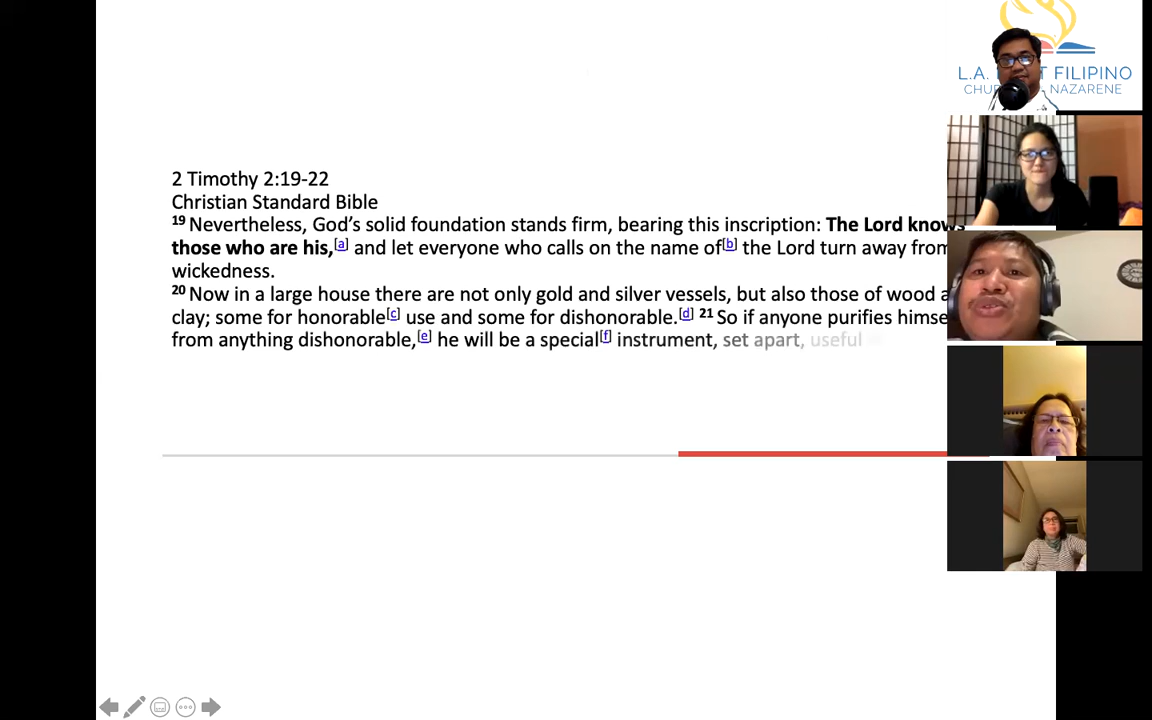 L.A. FILIPINO
NAZARENE
2 Timothy 2:19-22
Christian Standard Bible
19 Nevertheless, God’s solid foundation stands firm, bearing this inscription: The Lord knows
those who are his,[a] and let everyone who calls on the name of[b] the Lord turn away from
wickedness.
20 Now in a large house there are not only gold and silver vessels, but also those of wood
clay; some for honorable[c] use and some for dishonorable.[d] 21 So if anyone purifies
from anything dishonorable,[e] he will be a special[f] instrument, set apart, useful